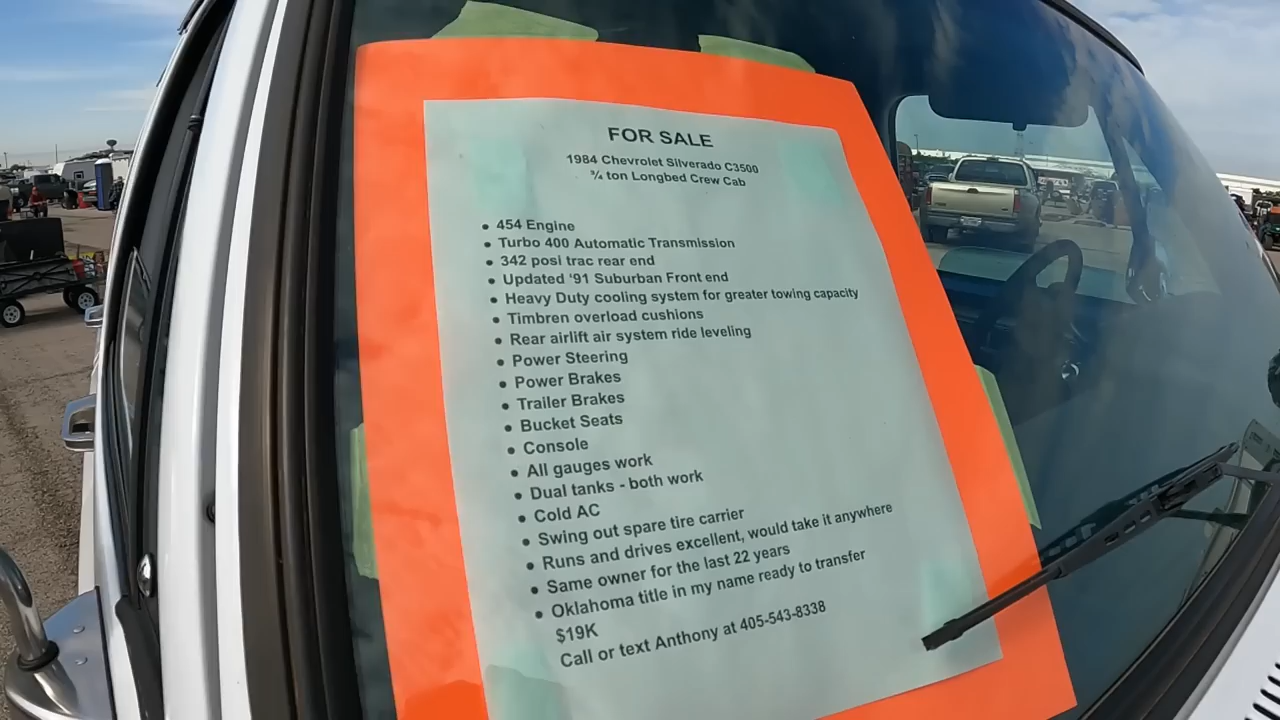 FOR SALE
1984 Chevrolet Silverado C3500
¾ ton Longbed Crew Cab
• 454 Engine
• Turbo 400 Automatic Transmission
• 342 posi trac rear end
• Updated '91 Suburban Front end
• Heavy Duty cooling system for greater towing capacity
• Timbren overload cushions
• Rear airlift air system ride leveling
• Power Steering
• Power Brakes
• Trailer Brakes
• Bucket Seats
• Console
• All gauges work
• Dual tanks - both work
• Cold AC
• Swing out spare tire carrier
• Runs and drives excellent, would take it anywhere
• Same owner for the last 22 years
• Oklahoma title in my name ready to transfer
$19K
Call or text Anthony at 405-543-8338